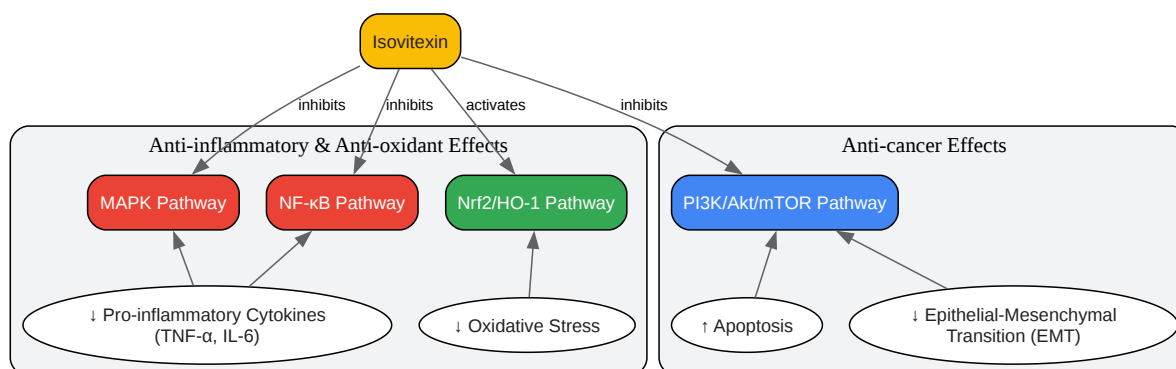 Isovitexin
inhibits
inhibits
activates
inhibits
Anti-inflammatory & Anti-oxidant Effects
Anti-cancer Effects
MAPK Pathway
NF-κB Pathway
Nrf2/HO-1 Pathway
PI3K/Akt/mTOR Pathway
↓ Pro-inflammatory Cytokines
(TNF-α, IL-6)
↓ Oxidative Stress
↑ Apoptosis
↓ Epithelial-Mesenchymal
Transition (EMT)